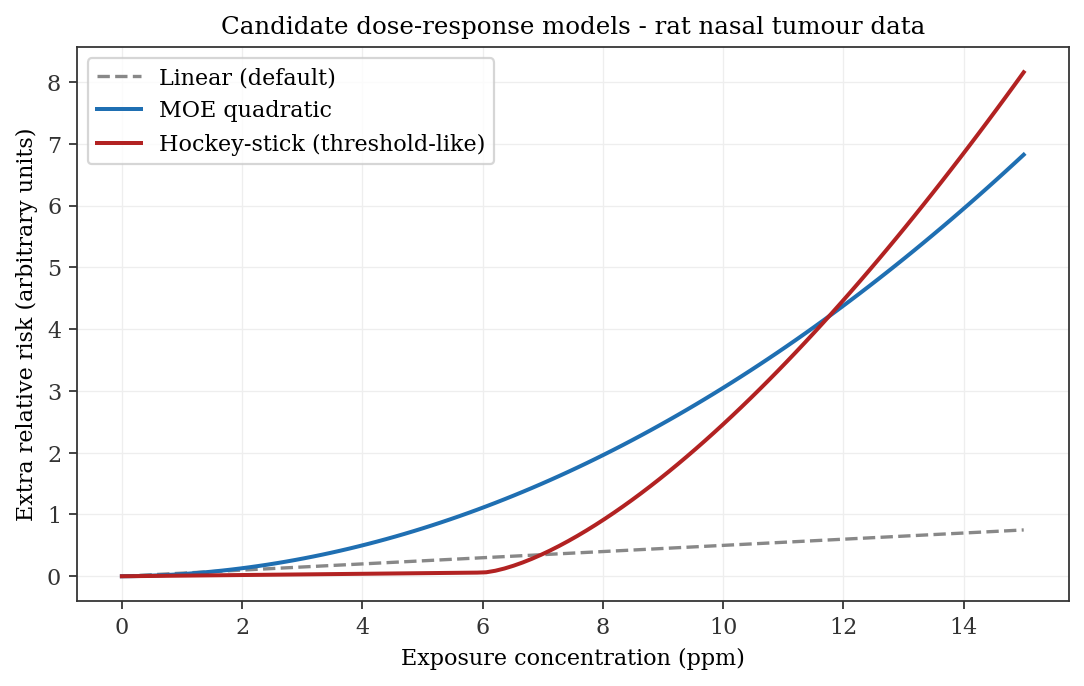 Candidate dose-response models - rat nasal tumour data
Linear (default)
MOE quadratic
Hockey-stick (threshold-like)
Extra relative risk (arbitrary units)
8
7
6
5
4
3
2
1
0
0 2 4 6 8 10 12 14
Exposure concentration (ppm)